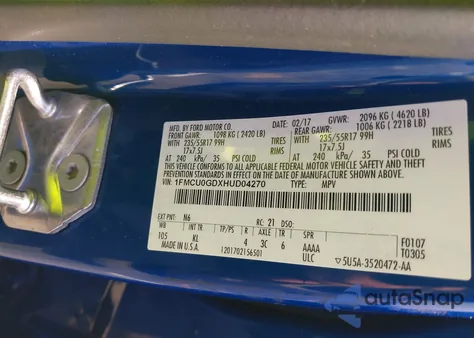 MFD. BY FORD MOTOR CO.
02/17 GVWR: 2096 KG ( 4620 LB)
FRONT GAWR: 1098 KG ( 2420 LB) REAR GAWR: 1006 KG ( 2218 LB)
WITH 235/55R17 99H TIRES WITH 235/55R17 99H TIRES
17x7.5J RIMS 17x7.5J RIMS
AT 240 kPa/ 35 PSI COLD AT 240 kPa/ 35 PSI COLD
THIS VEHICLE CONFORMS TO ALL APPLICABLE FEDERAL MOTOR VEHICLE SAFETY AND THEFT
PREVENTION STANDARDS IN EFFECT ON THE DATE OF MANUFACTURE SHOWN ABOVE.
VIN: 1FMCU0GDXHUD04270 TYPE: MPV
EXT PNT: N6 RC: 21 DSO:
WB INT TR TP/PS R AXLE TR SPR
105 KL 4 3C 6 AAAA F0107
MADE IN U.S.A. ULC T0305
1201702156501 5U5A-3520472-AA
autoSnap